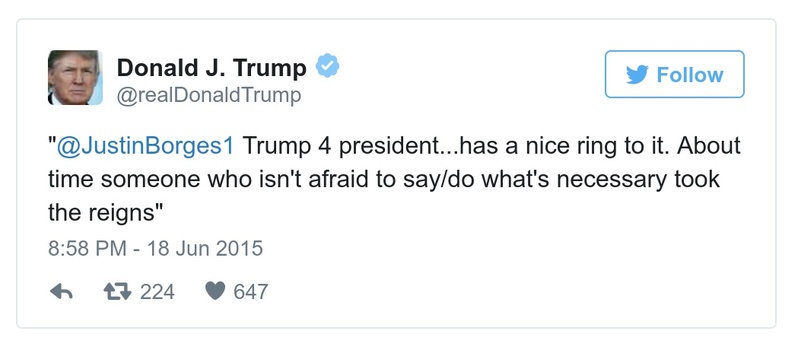 Donald J. Trump
@realDonaldTrump
Follow
"@JustinBorges1 Trump 4 president...has a nice ring to it. About
time someone who isn't afraid to say/do what's necessary took
the reigns"
8:58 PM - 18 Jun 2015
224 647